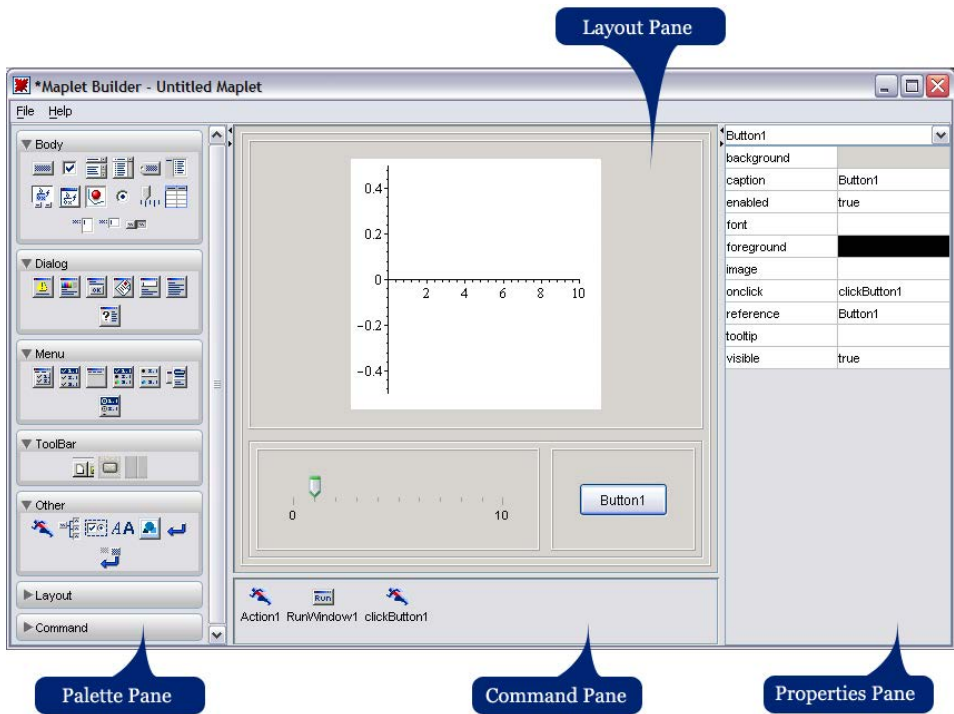 Layout Pane
*Maplet Builder - Untitled Maplet
File Help
Body
Dialog
Menu
ToolBar
Other
Layout
Command
0.4
0.2
0
2 4 6 8 10
-0.2
-0.4
0 10
Button1
Action1 RunWindow1 clickButton1
Button1
background
caption Button1
enabled true
font
foreground
image
onclick clickButton1
reference Button1
tooltip
visible true
Palette Pane
Command Pane
Properties Pane